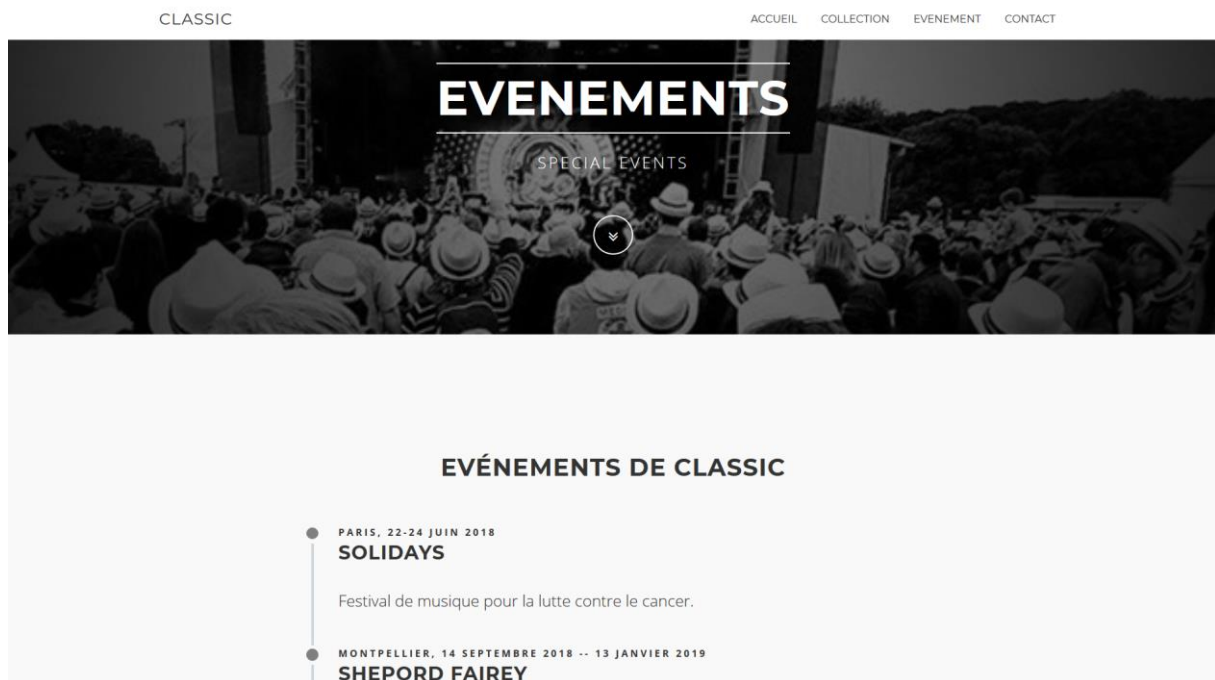 CLASSIC
ACCUEIL COLLECTION EVENEMENT CONTACT
EVENEMENTS
SPECIAL EVENTS
EVÉNEMENTS DE CLASSIC
PARIS, 22-24 JUIN 2018
SOLIDAYS
Festival de musique pour la lutte contre le cancer.
MONTPELLIER, 14 SEPTEMBRE 2018 -- 13 JANVIER 2019
SHEPORD FAIREY